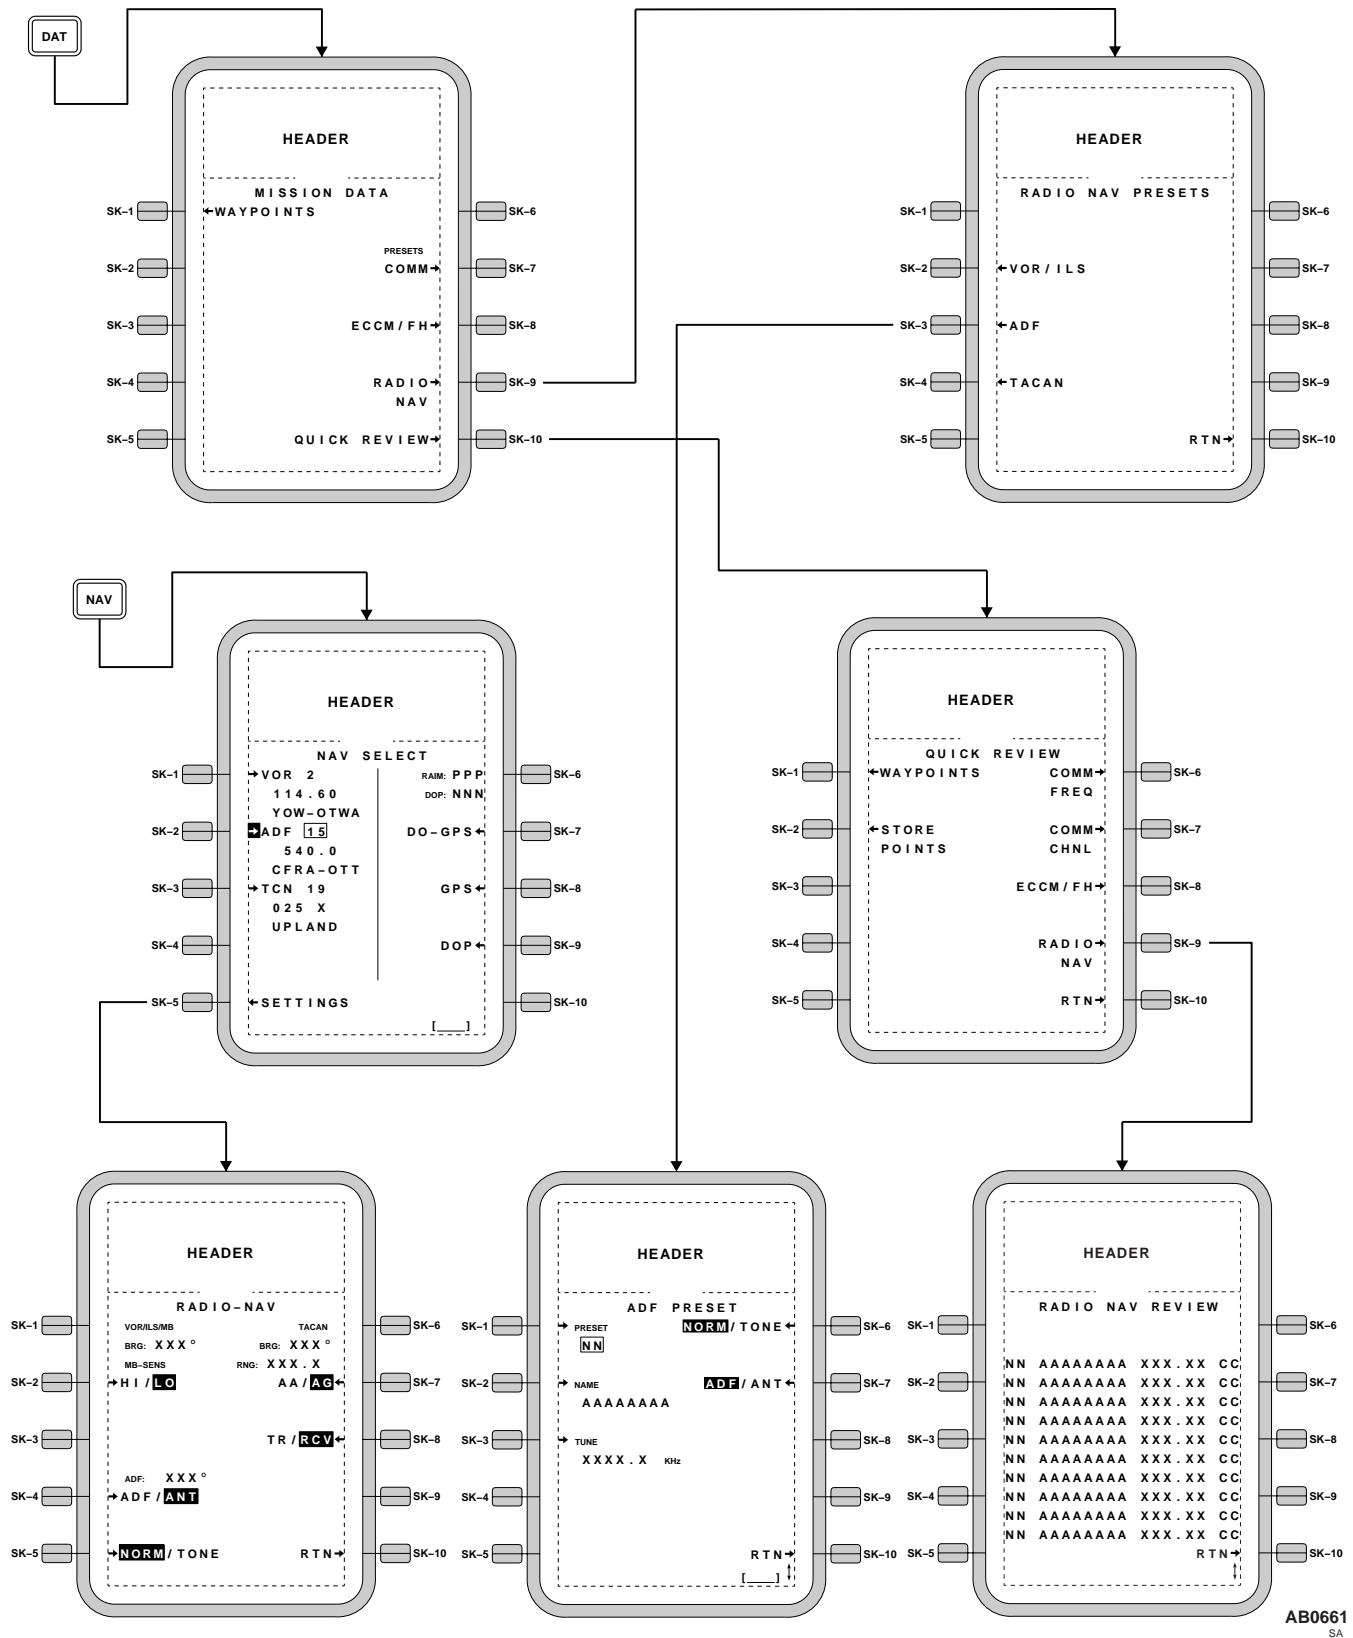 DAT
HEADER
MISSION DATA
SK–1
←WAYPOINTS
SK–6
PRESETS
SK–2
COMM→
SK–7
SK–3
ECCM/FH→
SK–8
SK–4
RADIO→
SK–9
NAV
SK–5
QUICK REVIEW→
SK–10
HEADER
RADIO NAV PRESETS
SK–1
SK–6
SK–2
←VOR/ILS
SK–7
SK–3
←ADF
SK–8
SK–4
←TACAN
SK–9
SK–5
RTN→
SK–10
NAV
HEADER
NAV SELECT
SK–1
→VOR 2
RAIM: PPP
SK–6
114.60
DOP: NNN
YOW–OTWA
SK–2
→ADF 15
DO–GPS←
SK–7
540.0
CFRA–OTT
SK–3
→TCN 19
GPS←
SK–8
025 X
UPLAND
SK–4
DOP←
SK–9
SK–5
←SETTINGS
SK–10
[____]
HEADER
QUICK REVIEW
SK–1
←WAYPOINTS
COMM→
SK–6
FREQ
SK–2
←STORE
COMM→
SK–7
POINTS
CHNL
SK–3
ECCM/FH→
SK–8
SK–4
RADIO→
SK–9
NAV
SK–5
RTN→
SK–10
HEADER
RADIO–NAV
SK–1
VOR/ILS/MB
TACAN
SK–6
BRG: XXX°
BRG: XXX°
MB–SENS
RNG: XXX.X
SK–2
→HI/LO
AA/AG←
SK–7
SK–3
TR/RCV←
SK–8
ADF: XXX°
SK–4
→ADF/ANT
SK–9
SK–5
→NORM/TONE
RTN→
SK–10
HEADER
ADF PRESET
SK–1
→ PRESET
NORM/TONE←
SK–6
NN
SK–2
→ NAME
ADF/ANT←
SK–7
AAAAAAAA
SK–3
→ TUNE
SK–8
XXXX.X KHz
SK–4
SK–9
SK–5
RTN→
SK–10
[____] ↕
HEADER
RADIO NAV REVIEW
SK–1
SK–6
NN AAAAAAAA XXX.XX CC
SK–2
NN AAAAAAAA XXX.XX CC
SK–7
NN AAAAAAAA XXX.XX CC
NN AAAAAAAA XXX.XX CC
SK–3
NN AAAAAAAA XXX.XX CC
SK–8
NN AAAAAAAA XXX.XX CC
NN AAAAAAAA XXX.XX CC
SK–4
NN AAAAAAAA XXX.XX CC
SK–9
NN AAAAAAAA XXX.XX CC
NN AAAAAAAA XXX.XX CC
SK–5
RTN→
SK–10
↕
AB0661
SA